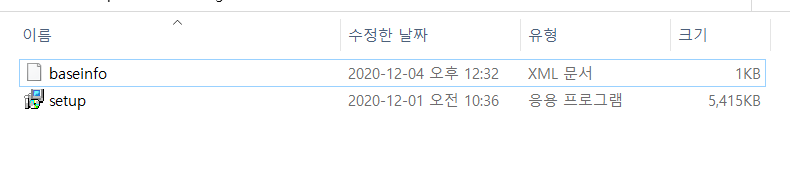 이름 수정한 날짜 유형 크기
baseinfo 2020-12-04 오후 12:32 XML 문서 1KB
setup 2020-12-01 오전 10:36 응용 프로그램 5,415KB